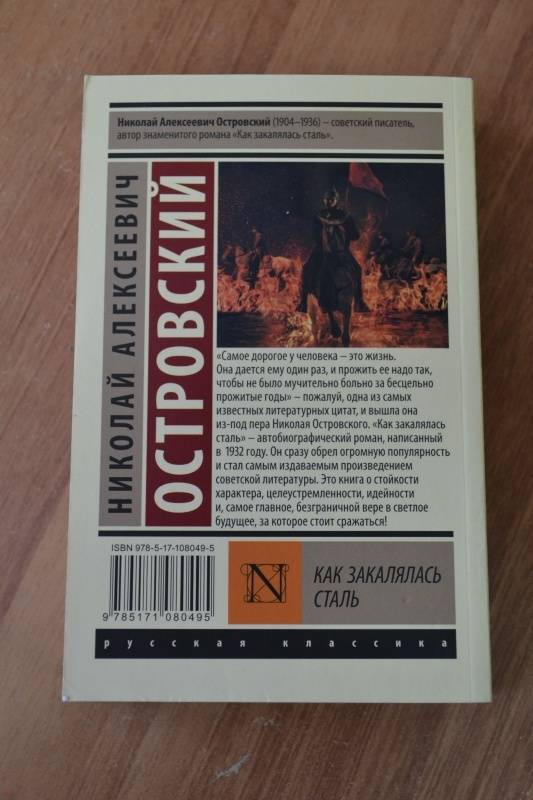 Николай Алексеевич Островский (1904–1936) – советский писатель,
автор знаменитого романа «Как закалялась сталь».
НИКОЛАЙ АЛЕКСЕЕВИЧ
ОСТРОВСКИЙ
«Самое дорогое у человека – это жизнь.
Она дается ему один раз, и прожить ее надо так,
чтобы не было мучительно больно за бесцельно
прожитые годы» – пожалуй, одна из самых
известных литературных цитат, и вышла она
из-под пера Николая Островского. «Как закалялась
сталь» – автобиографический роман, написанный
в 1932 году. Он сразу обрел огромную популярность
и стал самым издаваемым произведением
советской литературы. Это книга о стойкости
характера, целеустремленности, идейности
и, самое главное, безграничной вере в светлое
будущее, за которое стоит сражаться!
ISBN 978-5-17-108049-5
9 785171 080495
N
КАК ЗАКАЛЯЛАСЬ
СТАЛЬ
русская классика